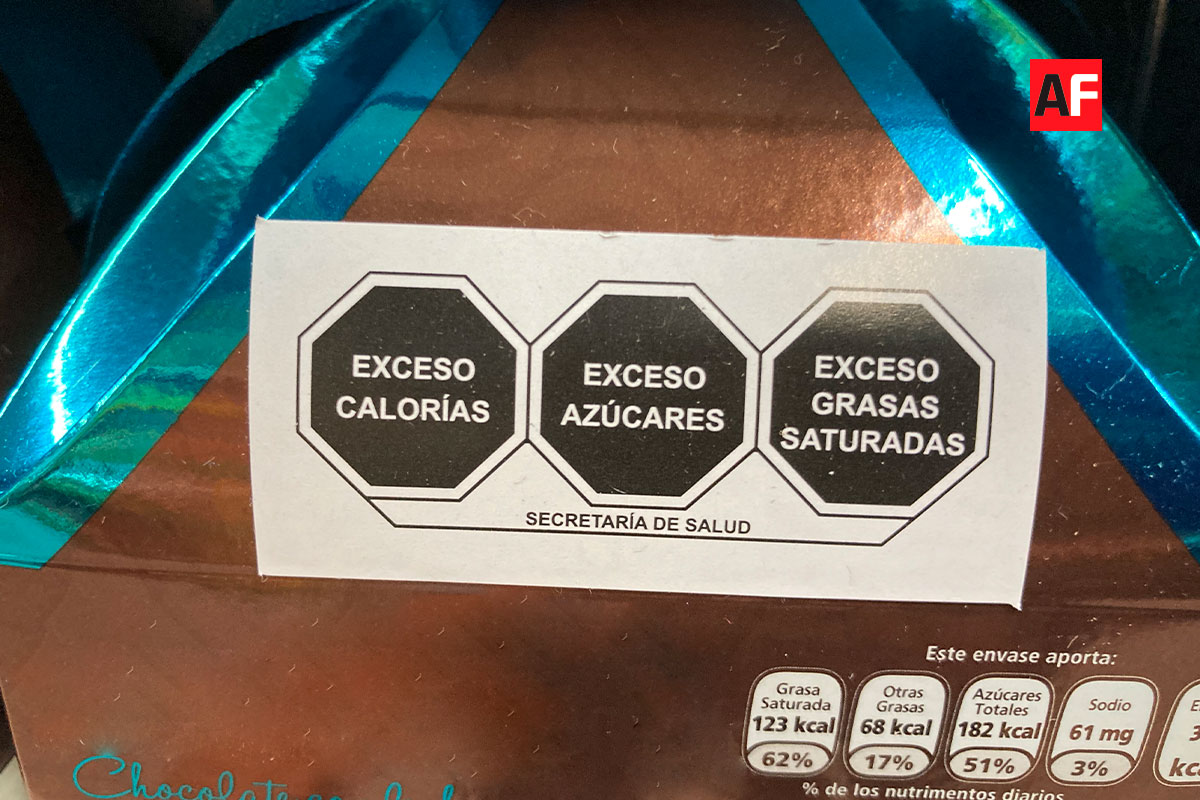 AF
EXCESO
CALORÍAS
EXCESO
AZÚCARES
EXCESO
GRASAS
SATURADAS
SECRETARÍA DE SALUD
Este envase aporta:
Grasa
Saturada
123 kcal
62%
Otras
Grasas
68 kcal
17%
Azúcares
Totales
182 kcal
51%
Sodio
61 mg
3%
% de los nutrimentos diarios
Chocolate